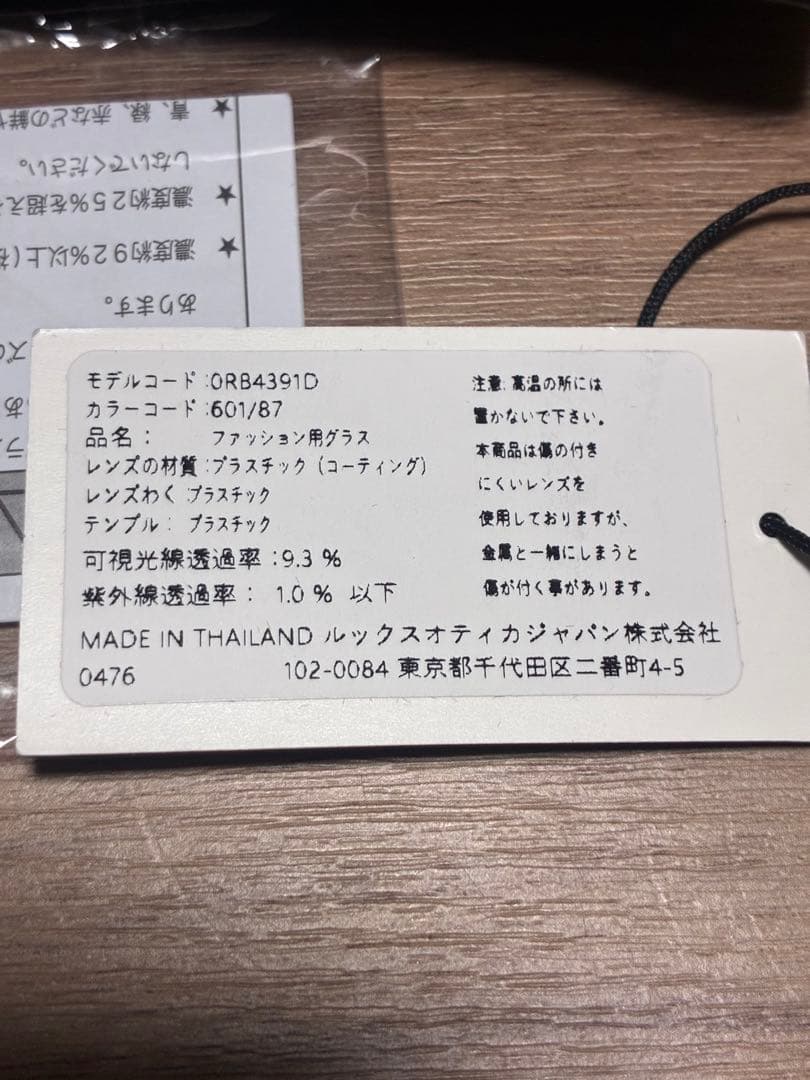 ★ 青、緑、赤などの鮮
しないでください。
★ 濃度約25%を超え
★ 濃度約92%以上(
あります。
モデルコード:0RB4391D
カラーコード:601/87
品名: ファッション用グラス
レンズの材質:プラスチック (コーティング)
レンズわく:プラスチック
テンプル: プラスチック
可視光線透過率:9.3 %
紫外線透過率: 1.0 % 以下
注意:高温の所には
置かないで下さい。
本商品は傷の付き
にくいレンズを
使用しておりますが、
金属と一緒にしまうと
傷が付く事があります。
MADE IN THAILAND ルックスオティカジャパン株式会社
0476 102-0084 東京都千代田区二番町4-5